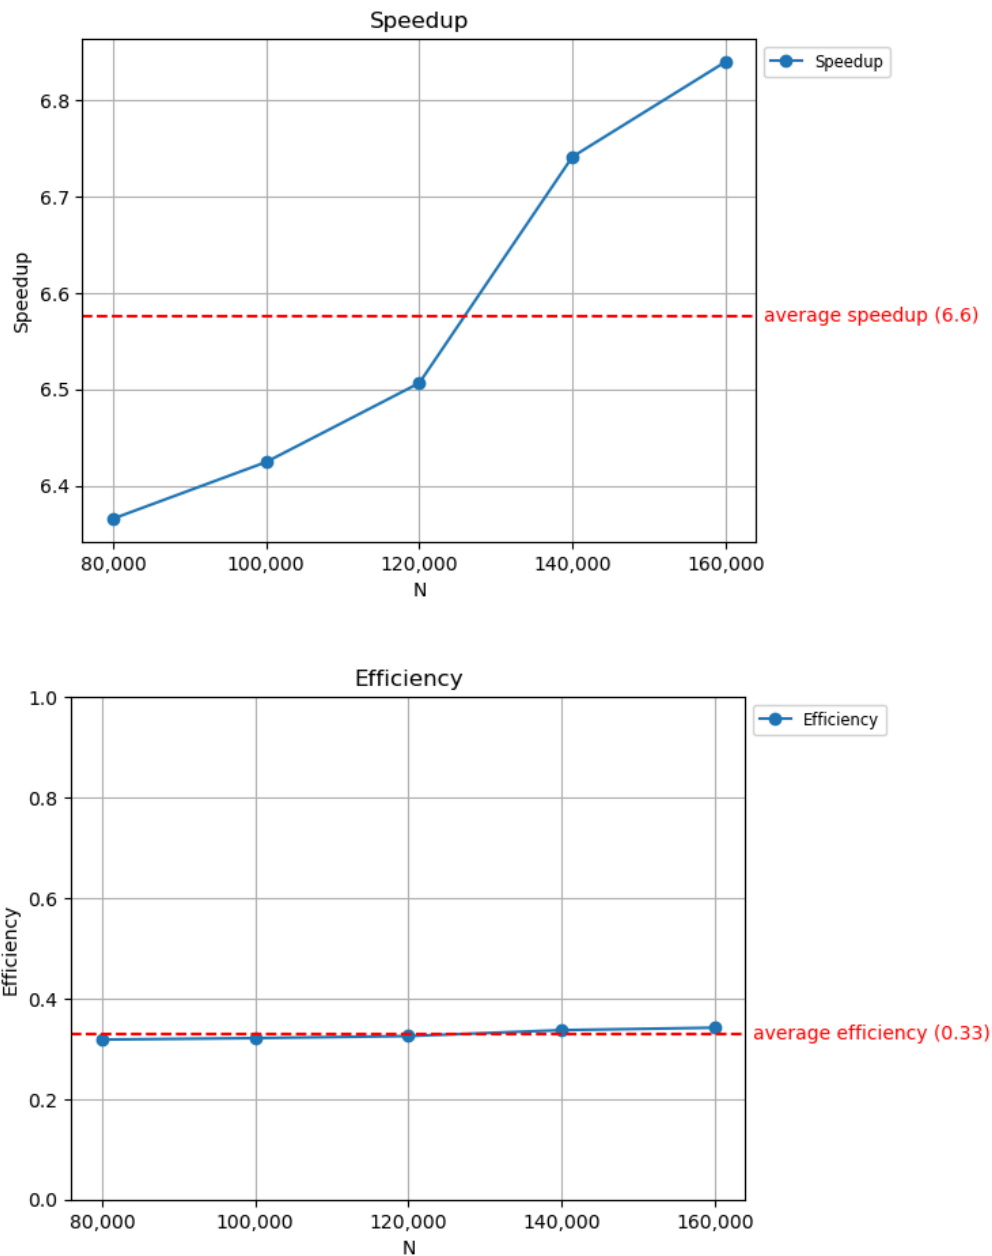 Speedup
Speedup
6.8
6.7
6.6
6.5
6.4
Speedup
average speedup (6.6)
80,000 100,000 120,000 140,000 160,000
N
Efficiency
Efficiency
1.0
0.8
0.6
0.4
0.2
0.0
Efficiency
average efficiency (0.33)
80,000 100,000 120,000 140,000 160,000
N